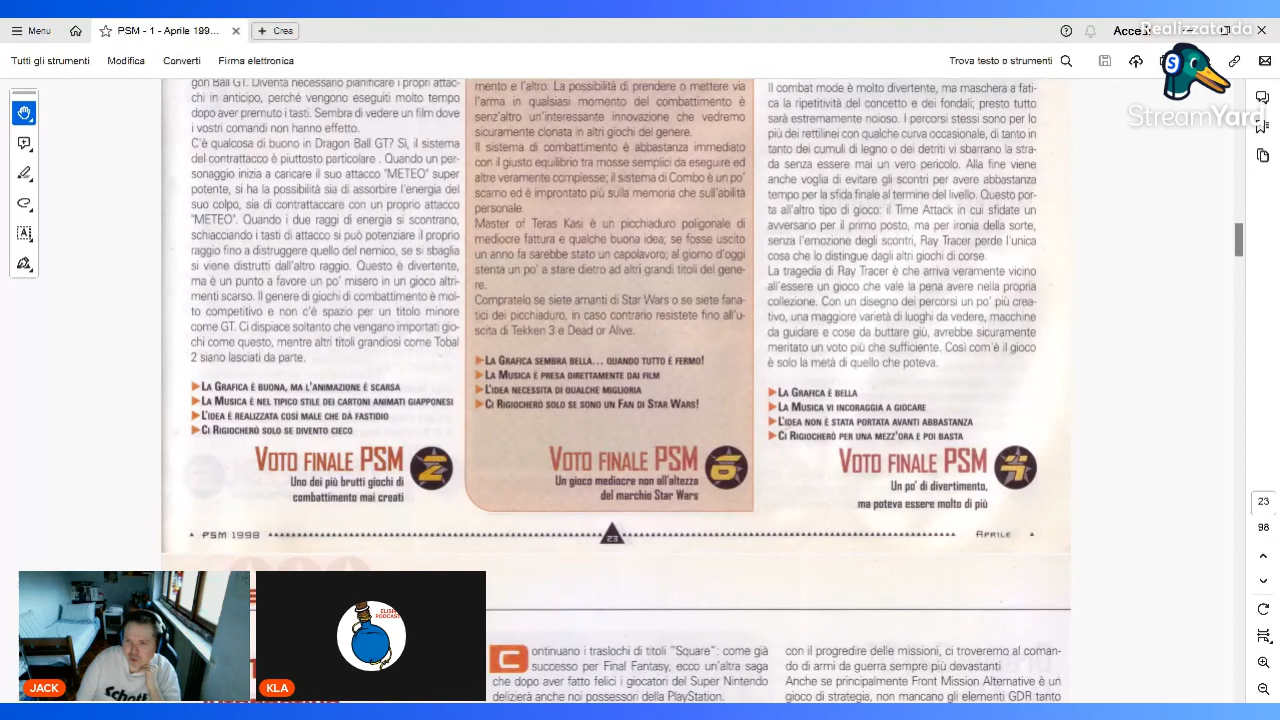 Menu
PSM - 1 - Aprile 199...
Crea
Realizzato da
Tutti gli strumenti
Modifica
Converti
Firma elettronica
Trova testo o strumenti
StreamYard
gon Ball GT. Diventa necessario pianificare i propri attac-
chi in anticipo, perché vengono eseguiti molto tempo
dopo aver premuto i tasti. Sembra di vedere un film dove
i vostri comandi non hanno effetto.
C'è qualcosa di buono in Dragon Ball GT? Sì, il sistema
del contrattacco è piuttosto particolare . Quando un per-
sonaggio inizia a caricare il suo attacco "METEO" super
potente, si ha la possibilità sia di assorbire l'energia del
suo colpo, sia di contrattaccare con un proprio attacco
"METEO". Quando i due raggi di energia si scontrano,
schiacciando i tasti di attacco si può potenziare il proprio
raggio fino a distruggere quello del nemico, se si sbaglia
si viene distrutti dall'altro raggio. Questo è divertente,
ma è un punto a favore un po' misero in un gioco altri-
menti scarso. Il genere di giochi di combattimento è mol-
to competitivo e non c'è spazio per un titolo minore
come GT. Ci dispiace soltanto che vengano importati gio-
chi come questo, mentre altri titoli grandiosi come Tobal
2 siano lasciati da parte.
LA GRAFICA È BUONA, MA L'ANIMAZIONE È SCARSA
LA MUSICA È NEL TIPICO STILE DEI CARTONI ANIMATI GIAPPONESI
L'IDEA È REALIZZATA COSÌ MALE CHE DÀ FASTIDIO
CI RIGIOCHERÒ SOLO SE DIVENTO CIECO
VOTO FINALE PSM
2
Uno dei più brutti giochi di
combattimento mai creati
mento e l'altro. La possibilità di prendere o mettere via
l'arma in qualsiasi momento del combattimento è
senz'altro un'interessante innovazione che vedremo
sicuramente clonata in altri giochi del genere.
Il sistema di combattimento è abbastanza immediato
con il giusto equilibrio tra mosse semplici da eseguire ed
altre veramente complesse; il sistema di Combo è un po'
scarno ed è improntato più sulla memoria che sull'abilità
personale.
Master of Teras Kasi è un picchiaduro poligonale di
mediocre fattura e qualche buona idea; se fosse uscito
un anno fa sarebbe stato un capolavoro; al giorno d'oggi
stenta un po' a stare dietro ad altri grandi titoli del gene-
re.
Compratelo se siete amanti di Star Wars o se siete fana-
tici dei picchiaduro, in caso contrario resistete fino all'u-
scita di Tekken 3 e Dead or Alive.
LA GRAFICA SEMBRA BELLA... QUANDO TUTTO È FERMO!
LA MUSICA È PRESA DIRETTAMENTE DAI FILM
L'IDEA NECESSITA DI QUALCHE MIGLIORIA
CI RIGIOCHERÒ SOLO SE SONO UN FAN DI STAR WARS!
VOTO FINALE PSM
6
Un gioco mediocre non all'altezza
del marchio Star Wars
Il combat mode è molto divertente, ma maschera a fati-
ca la ripetitività del concetto e dei fondali; presto tutto
sarà estremamente noioso. I percorsi stessi sono per lo
più dei rettilinei con qualche curva occasionale, di tanto in
tanto dei cumuli di legno o dei detriti vi sbarrano la stra-
da senza essere mai un vero pericolo. Alla fine viene
anche voglia di evitare gli scontri per avere abbastanza
tempo per la sfida finale al termine del livello. Questo por-
ta all'altro tipo di gioco: il Time Attack in cui sfidate un
avversario per il primo posto, ma per ironia della sorte,
senza l'emozione degli scontri, Ray Tracer perde l'unica
cosa che lo distingue dagli altri giochi di corse.
La tragedia di Ray Tracer è che arriva veramente vicino
all'essere un gioco che vale la pena avere nella propria
collezione. Con un disegno dei percorsi un po' più crea-
tivo, una maggiore varietà di luoghi da vedere, macchine
da guidare e cose da buttare giù, avrebbe sicuramente
meritato un voto più che sufficiente. Così com'è il gioco
è solo la metà di quello che poteva.
LA GRAFICA È BELLA
LA MUSICA VI INCORAGGIA A GIOCARE
L'IDEA NON È STATA PORTATA AVANTI ABBASTANZA
CI RIGIOCHERÒ PER UNA MEZZ'ORA E POI BASTA
VOTO FINALE PSM
4
Un po' di divertimento,
ma poteva essere molto di più
PSM 1998
23
APRILE
23
98
Continuano i traslochi di titoli "Square": come già
successo per Final Fantasy, ecco un'altra saga
che dopo aver fatto felici i giocatori del Super Nintendo
delizierà anche noi possessori della PlayStation.
con il progredire delle missioni, ci troveremo al coman-
do di armi da guerra sempre più devastanti
Anche se principalmente Front Mission Alternative è un
gioco di strategia, non mancano gli elementi GDR tanto
PODCAST
JACK
KLA